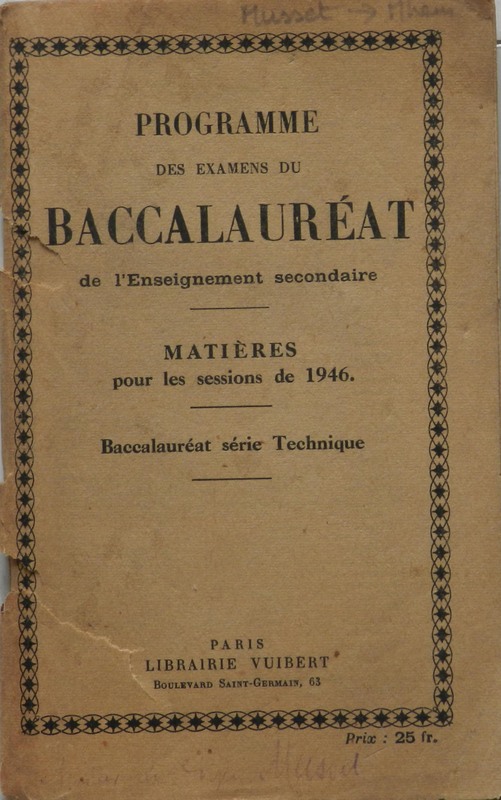 Musset →
PROGRAMME
DES EXAMENS DU
BACCALAURÉAT
de l'Enseignement secondaire
MATIÈRES
pour les sessions de 1946.
Baccalauréat série Technique
PARIS
LIBRAIRIE VUIBERT
BOULEVARD SAINT-GERMAIN, 63
Prix : 25 fr.
Musset